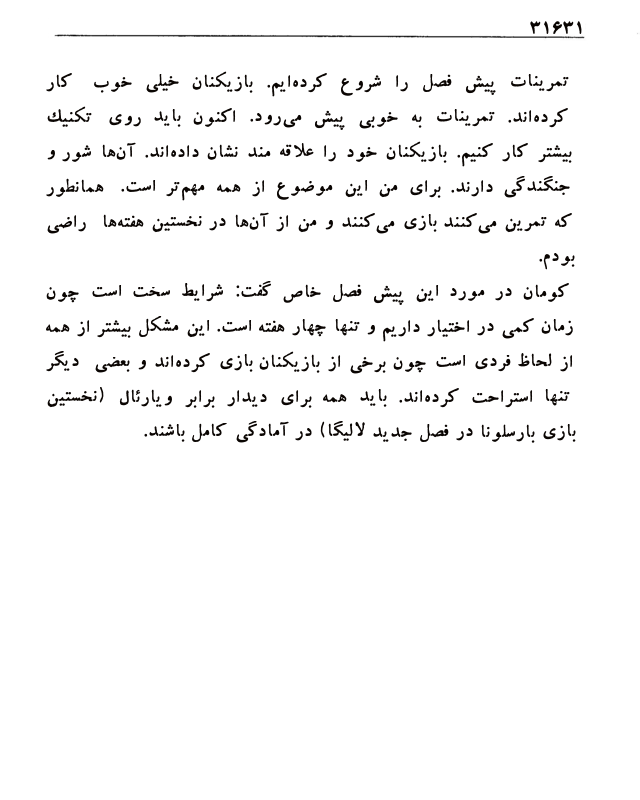 ۳۱۶۳۱
تمرینات پیش فصل را شروع کرده‌ایم. بازیکنان خیلی خوب کار
کرده‌اند. تمرینات به خوبی پیش می‌رود. اکنون باید روی تکنیك
بیشتر کار کنیم. بازیکنان خود را علاقه مند نشان داده‌اند. آن‌ها شور و
جنگندگی دارند. برای من این موضوع از همه مهم‌تر است. همانطور
که تمرین می‌کنند بازی می‌کنند و من از آن‌ها در نخستین هفته‌ها راضی
بودم.
کومان در مورد این پیش فصل خاص گفت: شرایط سخت است چون
زمان کمی در اختیار داریم و تنها چهار هفته است. این مشکل بیشتر از همه
از لحاظ فردی است چون برخی از بازیکنان بازی کرده‌اند و بعضی دیگر
تنها استراحت کرده‌اند. باید همه برای دیدار برابر ویارئال (نخستین
بازی بارسلونا در فصل جدید لالیگا) در آمادگی کامل باشند.